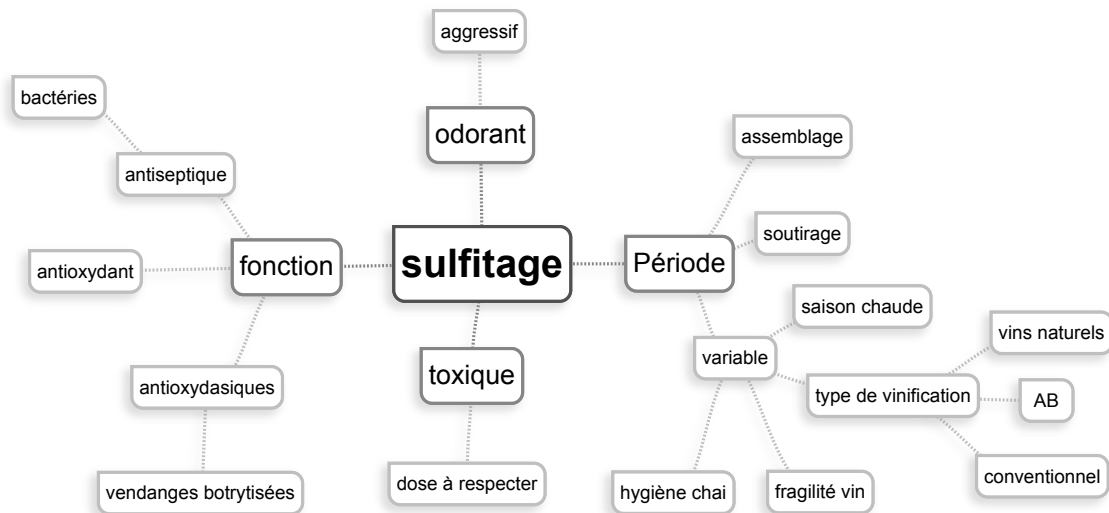 aggressif
bactéries
odorant
assemblage
antiseptique
soutirage
antioxydant
fonction
sulfitage
Période
saison chaude
vins naturels
variable
toxique
antioxydasiques
type de vinification
AB
vendanges botrytisées
dose à respecter
hygiène chai
fragilité vin
conventionnel